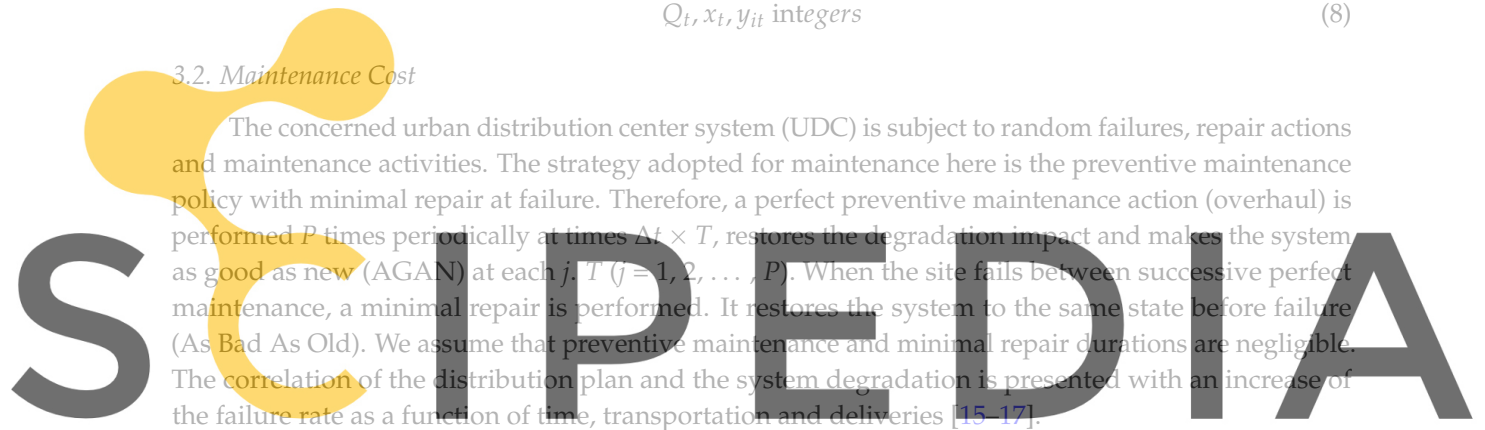 Q_t, x_t, y_it integers (8)
3.2. Maintenance Cost
The concerned urban distribution center system (UDC) is subject to random failures, repair actions
and maintenance activities. The strategy adopted for maintenance here is the preventive maintenance
policy with minimal repair at failure. Therefore, a perfect preventive maintenance action (overhaul) is
performed P times periodically at times Δt × T, restores the degradation impact and makes the system
as good as new (AGAN) at each j. T (j = 1, 2, . . . , P). When the site fails between successive perfect
maintenance, a minimal repair is performed. It restores the system to the same state before failure
(As Bad As Old). We assume that preventive maintenance and minimal repair durations are negligible.
The correlation of the distribution plan and the system degradation is presented with an increase of
the failure rate as a function of time, transportation and deliveries [15–17].
SCIPEDIA